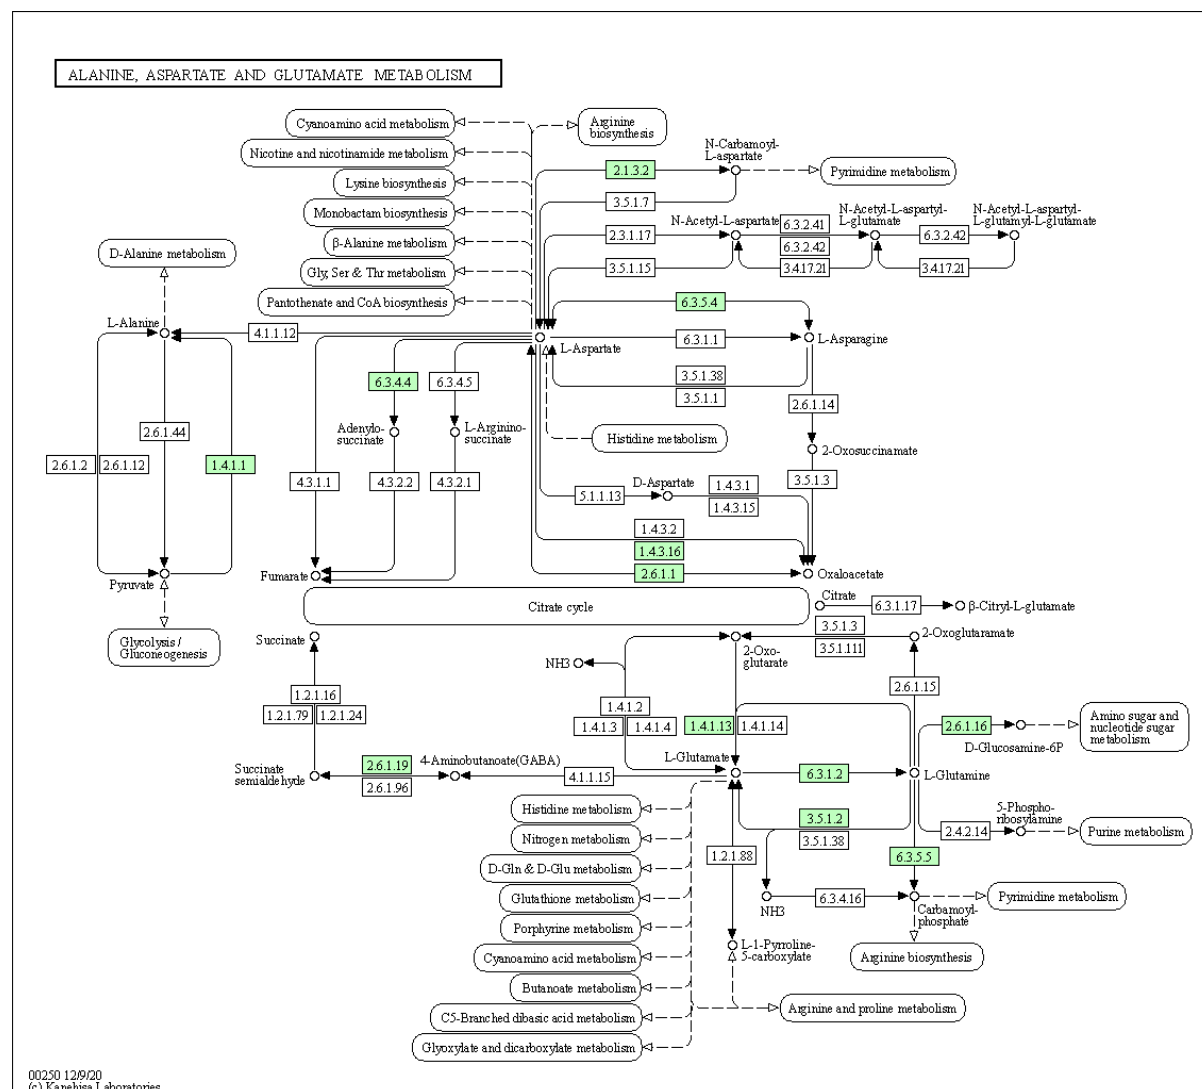 ALANINE, ASPARTATE AND GLUTAMATE METABOLISM
Cyanoamino acid metabolism
Arginine
biosynthesis
Nicotine and nicotinamide metabolism
N-Carbamoyl-
L-aspartate
2.1.3.2
Pyrimidine metabolism
Lysine biosynthesis
3.5.1.7
Monobactam biosynthesis
N-Acetyl-L-aspartate
6.3.2.41
N-Acetyl-L-aspartyl-
L-glutamate
N-Acetyl-L-aspartyl-
L-glutamyl-L-glutamate
β-Alanine metabolism
2.3.1.17
6.3.2.42
6.3.2.42
D-Alanine metabolism
Gly, Ser & Thr metabolism
3.5.1.15
3.4.17.21
3.4.17.21
Pantothenate and CoA biosynthesis
6.3.5.4
L-Alanine
4.1.1.12
L-Aspartate
6.3.1.1
L-Asparagine
6.3.4.4
6.3.4.5
3.5.1.38
3.5.1.1
2.6.1.14
2.6.1.44
Adenylo-
succinate
L-Arginino-
succinate
Histidine metabolism
2-Oxosuccinamate
2.6.1.2
2.6.1.12
1.4.1.1
4.3.1.1
4.3.2.2
4.3.2.1
D-Aspartate
3.5.1.3
5.1.1.13
1.4.3.1
1.4.3.15
1.4.3.2
1.4.3.16
Pyruvate
Fumarate
2.6.1.1
Oxaloacetate
Citrate cycle
Citrate
6.3.1.17
β-Citryl-L-glutamate
Glycolysis /
Gluconeogenesis
Succinate
3.5.1.3
3.5.1.111
2-Oxoglutaramate
NH3
2-Oxo-
glutarate
1.2.1.16
1.2.1.79
1.2.1.24
1.4.1.2
1.4.1.3
1.4.1.4
1.4.1.13
1.4.1.14
2.6.1.15
2.6.1.16
Amino sugar and
nucleotide sugar
metabolism
D-Glucosamine-6P
Succinate
semialdehyde
2.6.1.19
2.6.1.96
4-Aminobutanoate(GABA)
4.1.1.15
L-Glutamate
6.3.1.2
L-Glutamine
Histidine metabolism
3.5.1.2
3.5.1.38
5-Phospho-
ribosylamine
2.4.2.14
Purine metabolism
Nitrogen metabolism
1.2.1.88
6.3.5.5
D-Gln & D-Glu metabolism
Glutathione metabolism
NH3
6.3.4.16
Carbamoyl-
phosphate
Pyrimidine metabolism
Porphyrine metabolism
L-1-Pyrroline-
5-carboxylate
Arginine biosynthesis
Cyanoamino acid metabolism
Butanoate metabolism
Arginine and proline metabolism
C5-Branched dibasic acid metabolism
Glyoxylate and dicarboxylate metabolism
00250 12/9/20
(c) Kanehisa Laboratories